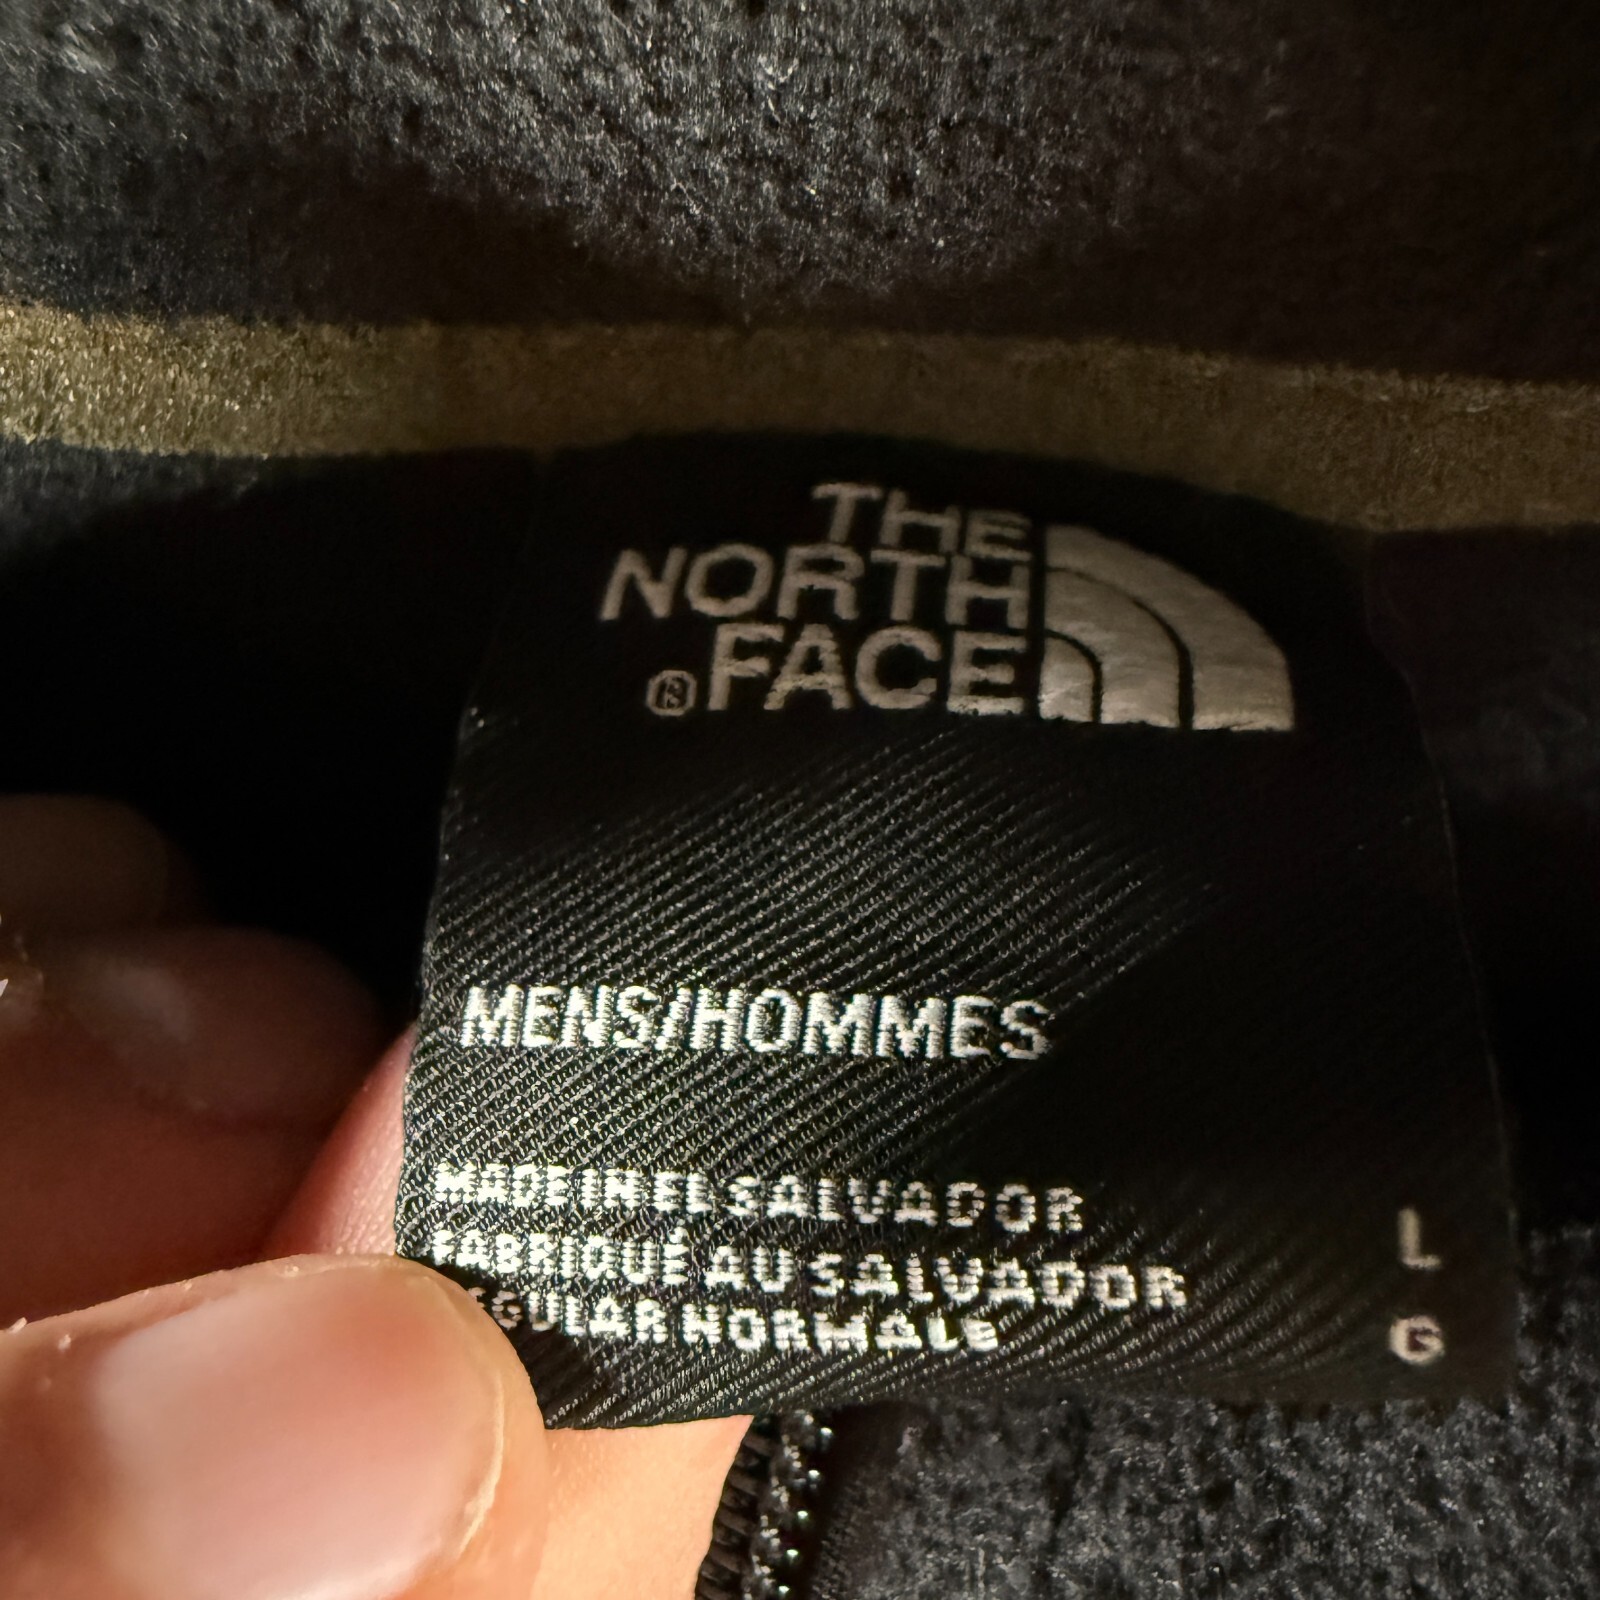 THE
NORTH
FACE®
MENS/HOMMES
MADE IN EL SALVADOR
FABRIQUÉ AU SALVADOR
NORMALE
L
G